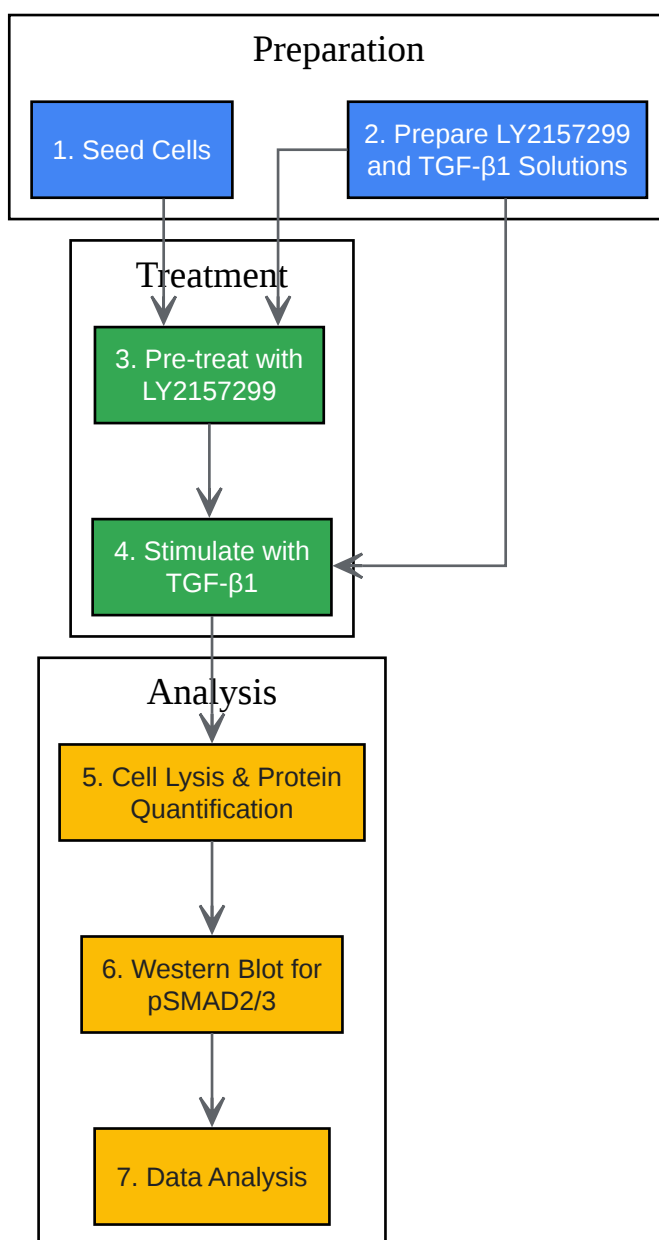 Preparation
1. Seed Cells
2. Prepare LY2157299
and TGF-β1 Solutions
Treatment
3. Pre-treat with
LY2157299
4. Stimulate with
TGF-β1
Analysis
5. Cell Lysis & Protein
Quantification
6. Western Blot for
pSMAD2/3
7. Data Analysis